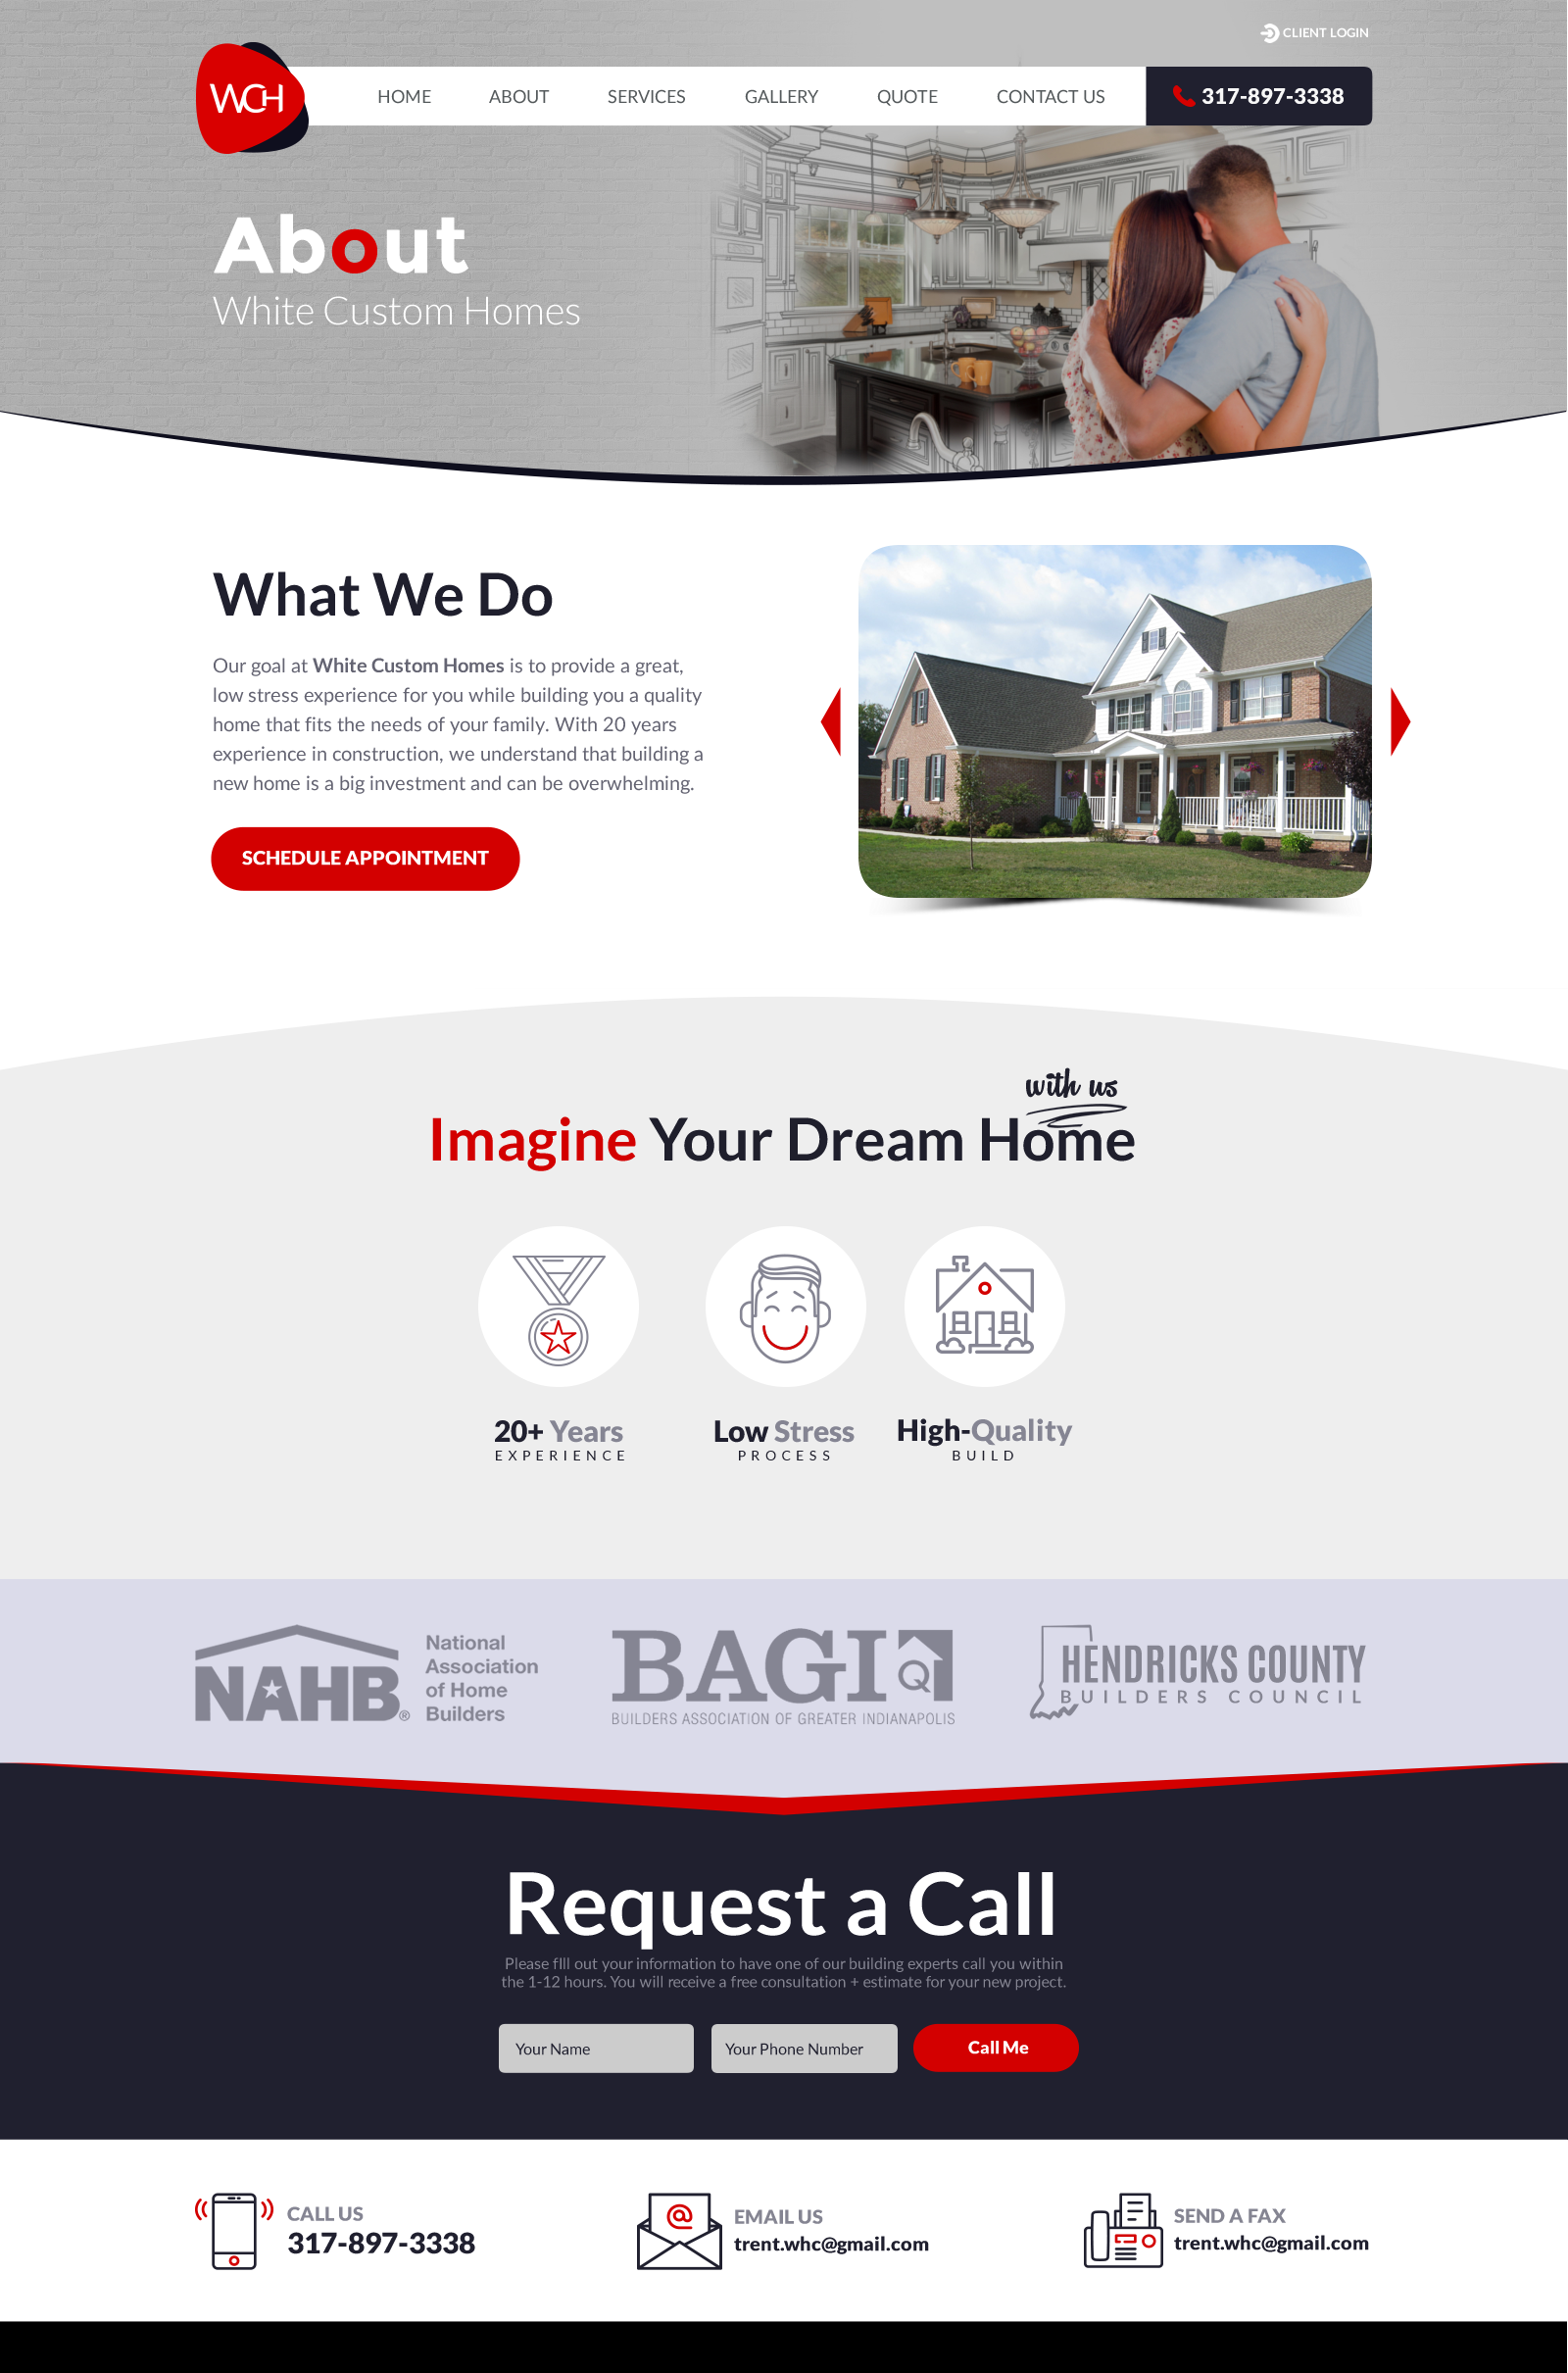 CLIENT LOGIN
WCH
HOME ABOUT SERVICES GALLERY QUOTE CONTACT US 317-897-3338
About
White Custom Homes
What We Do
Our goal at White Custom Homes is to provide a great,
low stress experience for you while building you a quality
home that fits the needs of your family. With 20 years
experience in construction, we understand that building a
new home is a big investment and can be overwhelming.
SCHEDULE APPOINTMENT
with us
Imagine Your Dream Home
20+ Years
EXPERIENCE
Low Stress
PROCESS
High-Quality
BUILD
NAHB®
National
Association
of Home
Builders
BAGI Q
BUILDERS ASSOCIATION OF GREATER INDIANAPOLIS
HENDRICKS COUNTY
BUILDERS COUNCIL
Request a Call
Please fIll out your information to have one of our building experts call you within
the 1-12 hours. You will receive a free consultation + estimate for your new project.
Your Name
Your Phone Number
Call Me
CALL US
317-897-3338
@
EMAIL US
trent.whc@gmail.com
SEND A FAX
trent.whc@gmail.com